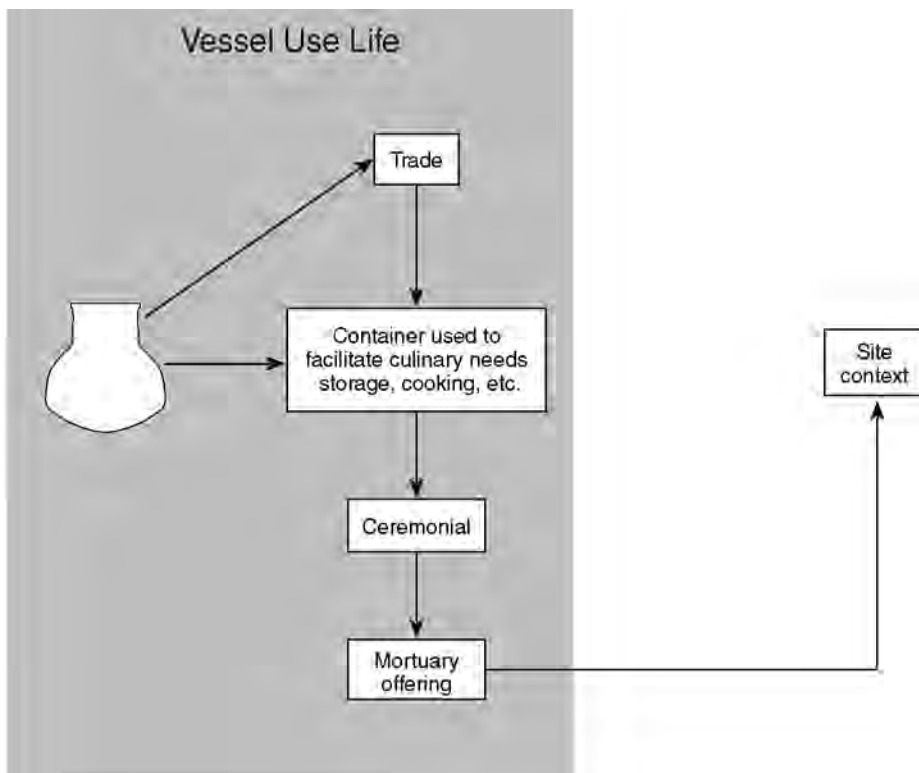 Vessel Use Life
Trade
Container used to
facilitate culinary needs
storage, cooking, etc.
Site
context
Ceremonial
Mortuary
offering